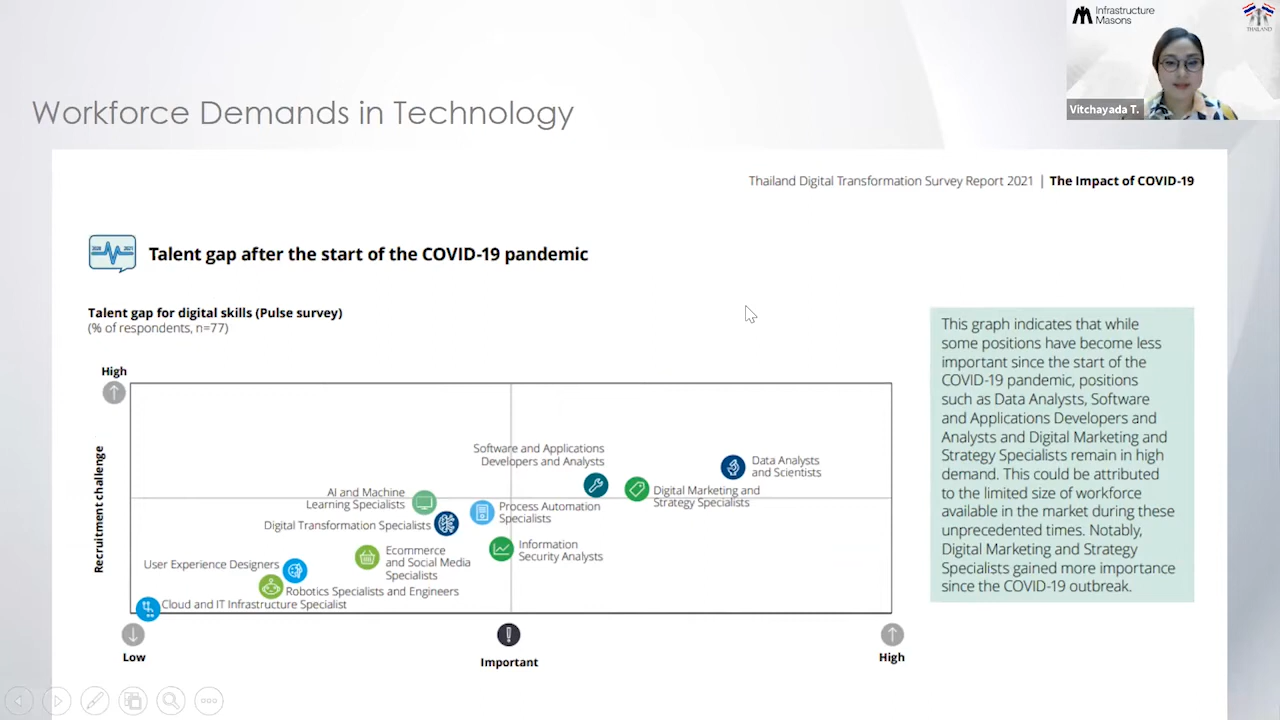 Infrastructure
Masons
THAILAND
Vitchayada T.
Workforce Demands in Technology
Thailand Digital Transformation Survey Report 2021 | The Impact of COVID-19
2020 2021
Talent gap after the start of the COVID-19 pandemic
Talent gap for digital skills (Pulse survey)
(% of respondents, n=77)
High
Recruitment challenge
Software and Applications
Developers and Analysts
Data Analysts
and Scientists
AI and Machine
Learning Specialists
Digital Marketing and
Strategy Specialists
Process Automation
Specialists
Digital Transformation Specialists
Information
Security Analysts
Ecommerce
and Social Media
Specialists
User Experience Designers
Robotics Specialists and Engineers
Cloud and IT Infrastructure Specialist
Low
Important
High
This graph indicates that while
some positions have become less
important since the start of the
COVID-19 pandemic, positions
such as Data Analysts, Software
and Applications Developers and
Analysts and Digital Marketing and
Strategy Specialists remain in high
demand. This could be attributed
to the limited size of workforce
available in the market during these
unprecedented times. Notably,
Digital Marketing and Strategy
Specialists gained more importance
since the COVID-19 outbreak.